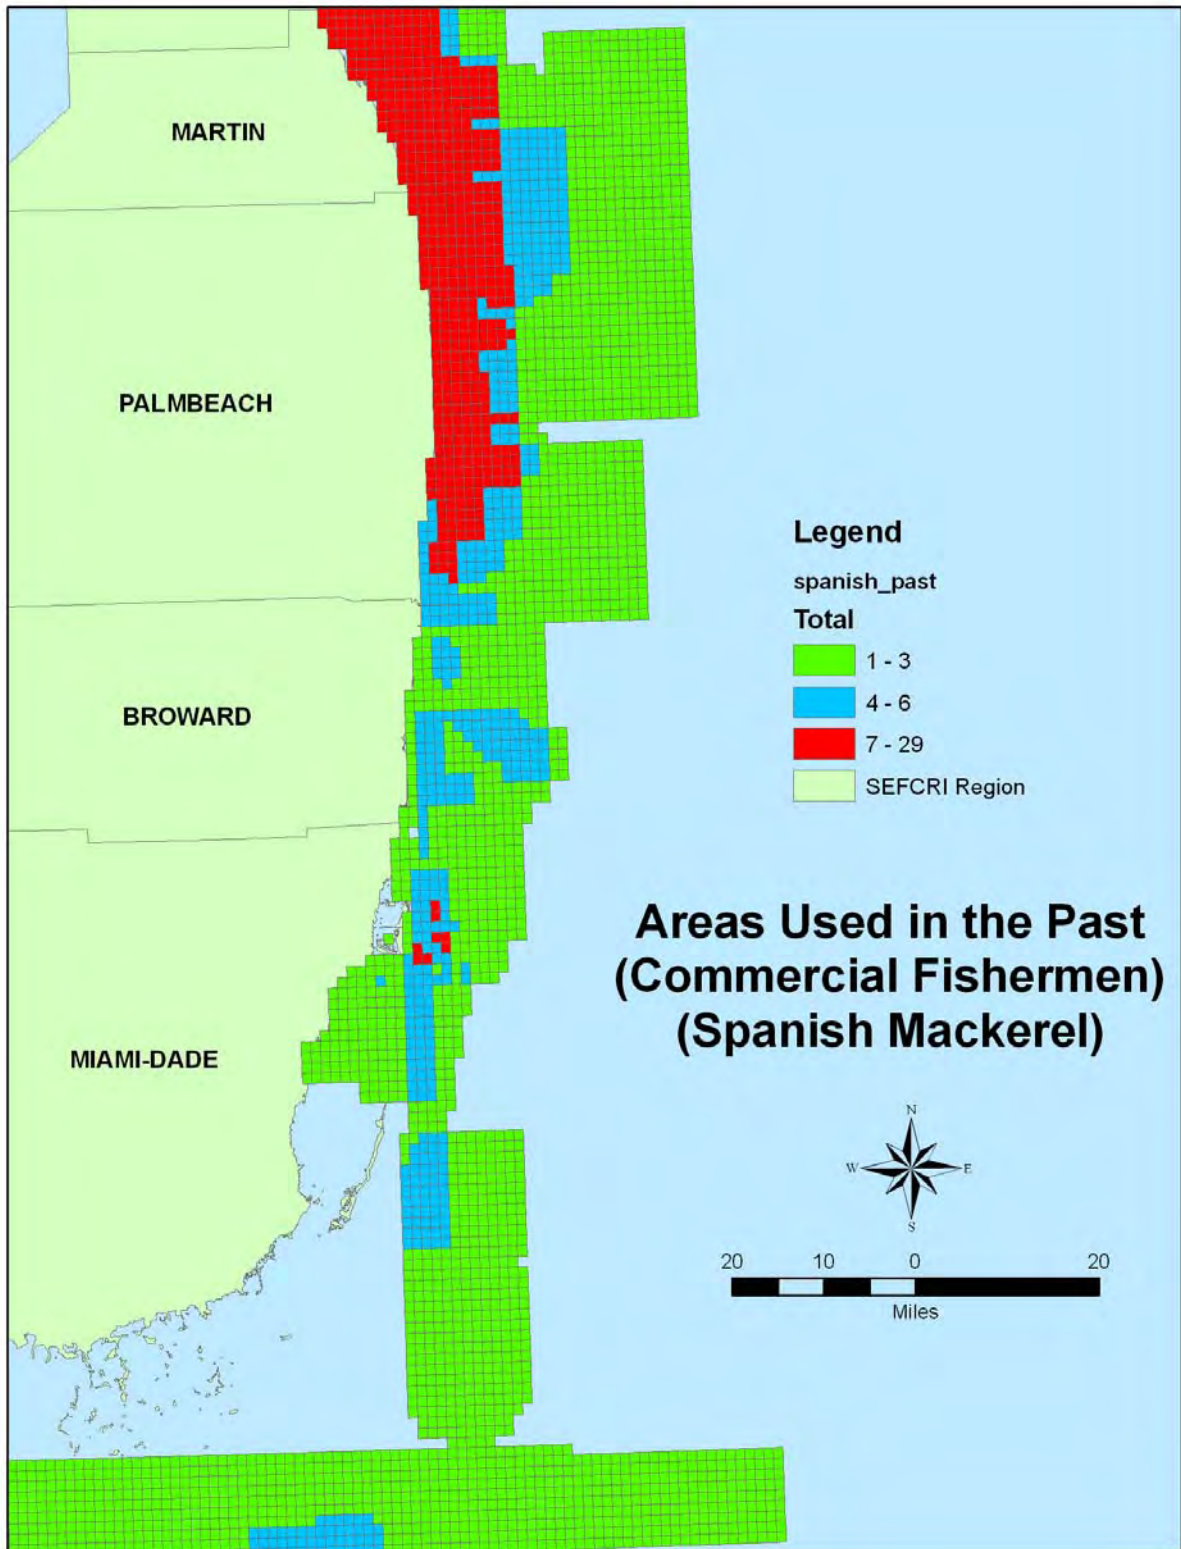 MARTIN
PALMBEACH
BROWARD
MIAMI-DADE
Legend
spanish_past
Total
1 - 3
4 - 6
7 - 29
SEFCRI Region
Areas Used in the Past
(Commercial Fishermen)
(Spanish Mackerel)
N
W E
S
20 10 0 20
Miles